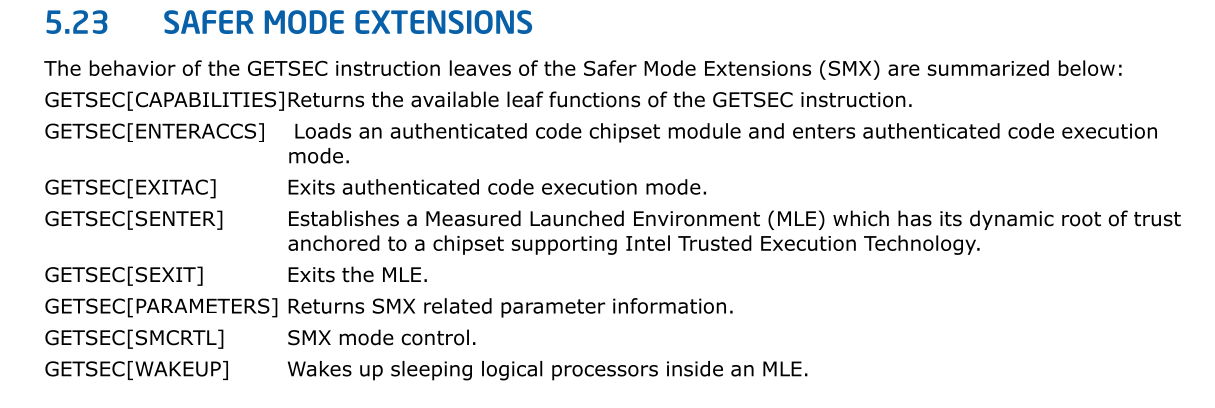 5.23 SAFER MODE EXTENSIONS
The behavior of the GETSEC instruction leaves of the Safer Mode Extensions (SMX) are summarized below:
GETSEC[CAPABILITIES]Returns the available leaf functions of the GETSEC instruction.
GETSEC[ENTERACCS] Loads an authenticated code chipset module and enters authenticated code execution
mode.
GETSEC[EXITAC] Exits authenticated code execution mode.
GETSEC[SENTER] Establishes a Measured Launched Environment (MLE) which has its dynamic root of trust
anchored to a chipset supporting Intel Trusted Execution Technology.
GETSEC[SEXIT] Exits the MLE.
GETSEC[PARAMETERS] Returns SMX related parameter information.
GETSEC[SMCRTL] SMX mode control.
GETSEC[WAKEUP] Wakes up sleeping logical processors inside an MLE.